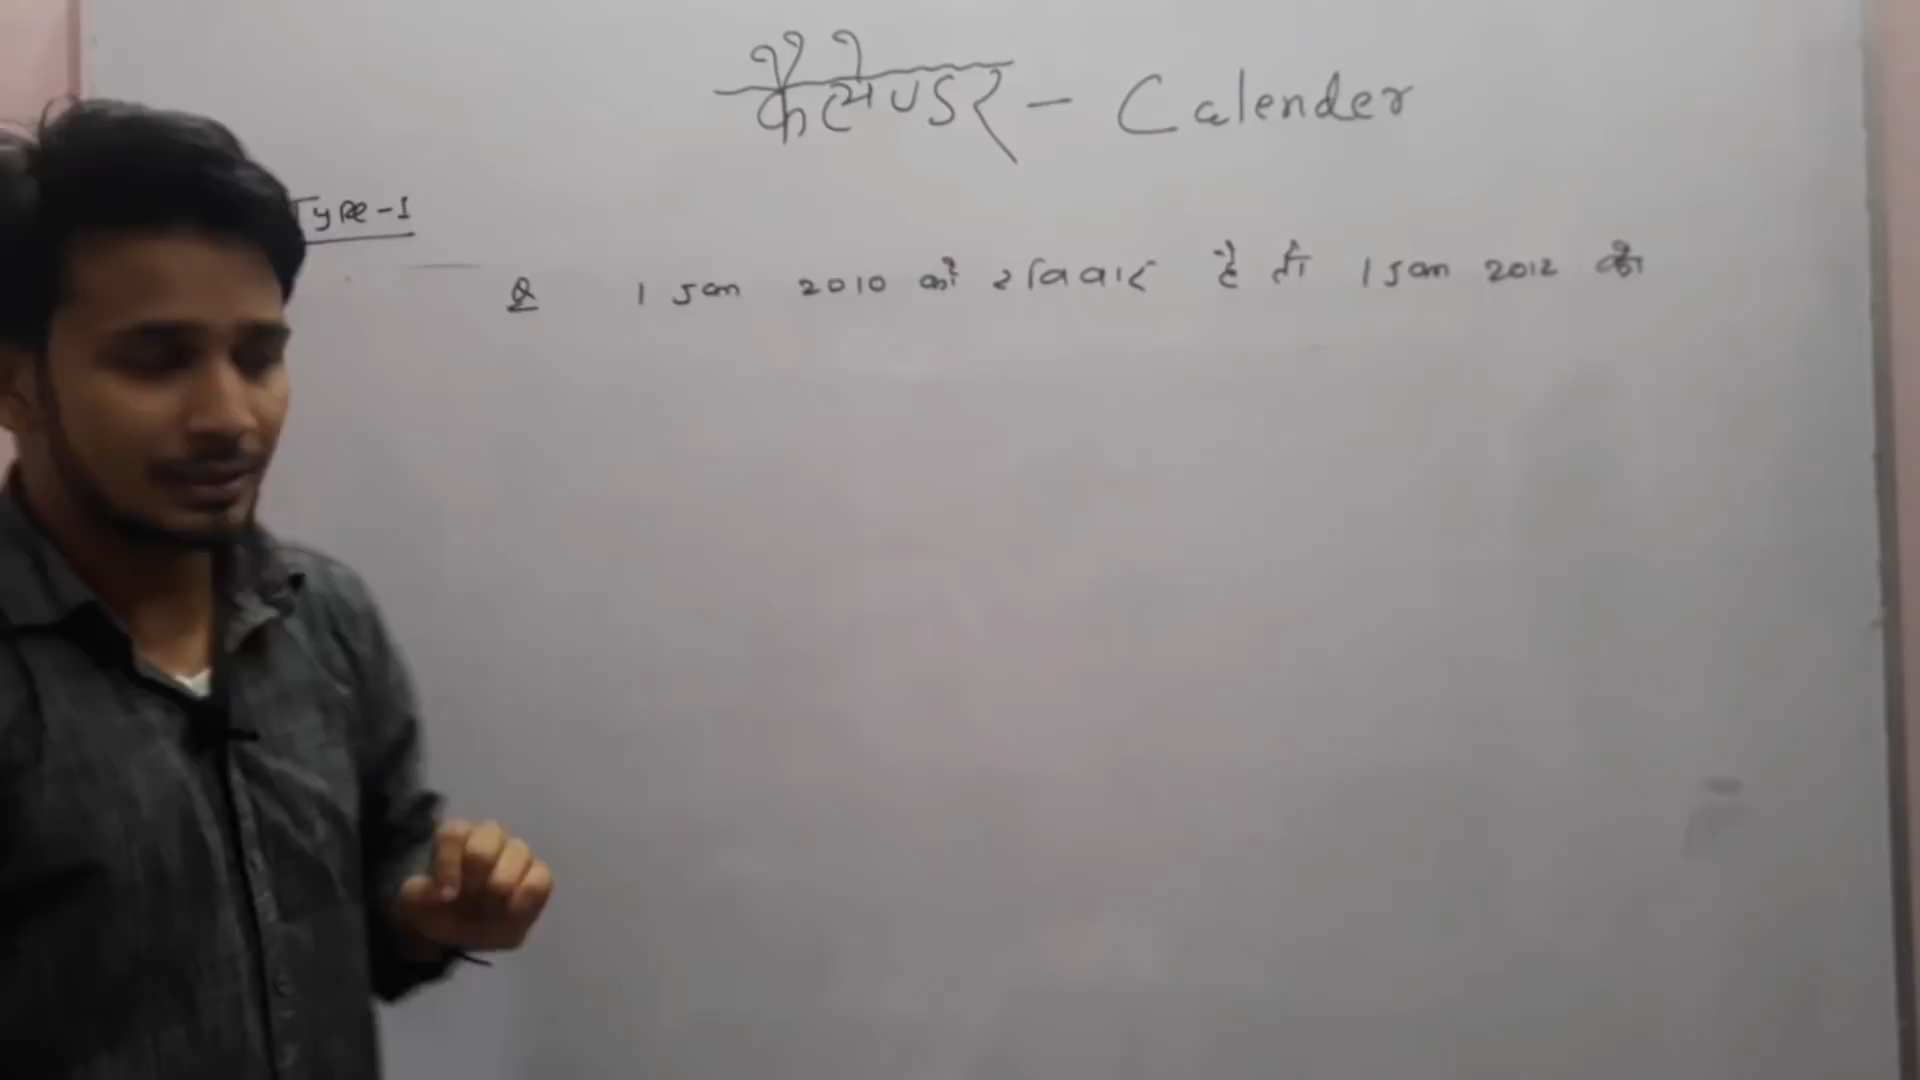 कैलेण्डर - Calender
Type-1
Q 1 Jan 2010 को रविवार है तो 1 Jan 2012 को